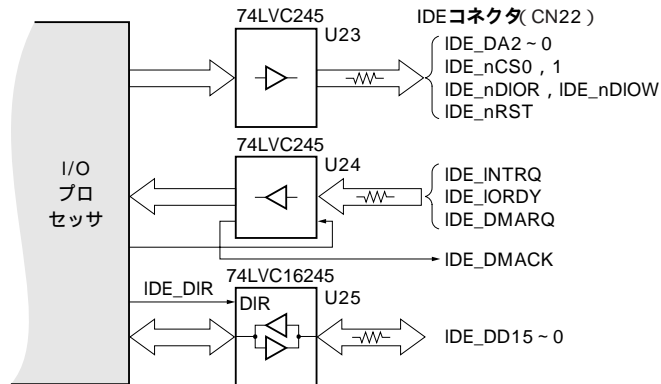 74LVC245
U23
IDEコネクタ(CN22)
IDE_DA2~0
IDE_nCS0,1
IDE_nDIOR,IDE_nDIOW
IDE_nRST
74LVC245
U24
IDE_INTRQ
IDE_IORDY
IDE_DMARQ
I/O
プロ
セッサ
IDE_DMACK
74LVC16245
U25
IDE_DIR
DIR
IDE_DD15~0